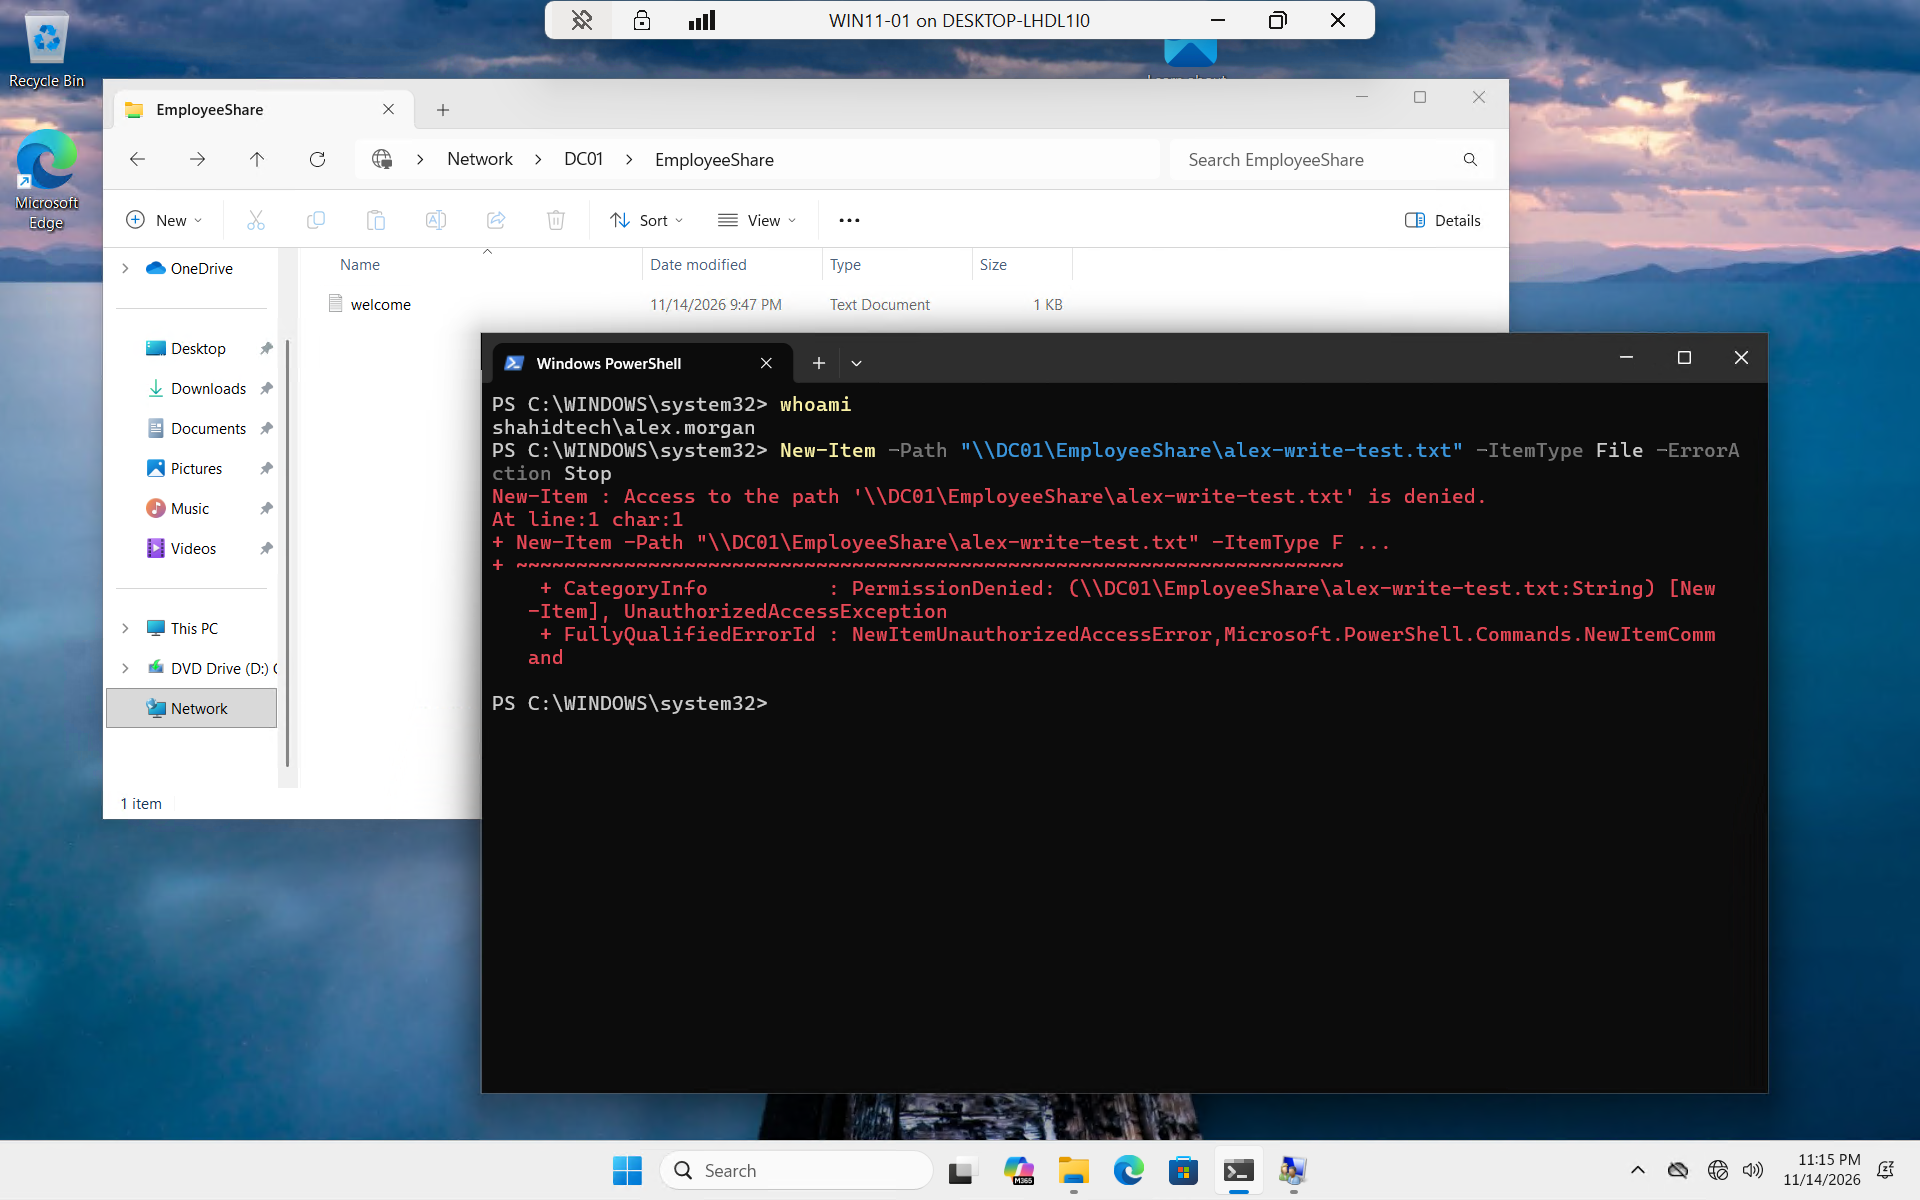 WIN11-01 on DESKTOP-LHDL1I0
Recycle Bin
Microsoft
Edge
EmployeeShare
Network
DC01
EmployeeShare
Search EmployeeShare
New
Sort
View
Details
Name
Date modified
Type
Size
welcome
11/14/2026 9:47 PM
Text Document
1 KB
OneDrive
Desktop
Downloads
Documents
Pictures
Music
Videos
This PC
DVD Drive (D:)
Network
1 item
Windows PowerShell
PS C:\WINDOWS\system32> whoami
shahidtech\alex.morgan
PS C:\WINDOWS\system32> New-Item -Path "\\DC01\EmployeeShare\alex-write-test.txt" -ItemType File -ErrorA
ction Stop
New-Item : Access to the path '\\DC01\EmployeeShare\alex-write-test.txt' is denied.
At line:1 char:1
+ New-Item -Path "\\DC01\EmployeeShare\alex-write-test.txt" -ItemType F ...
+ ~~~~~~~~~~~~~~~~~~~~~~~~~~~~~~~~~~~~~~~~~~~~~~~~~~~~~~~~~~~~~~~~~~~~~
+ CategoryInfo : PermissionDenied: (\\DC01\EmployeeShare\alex-write-test.txt:String) [New
-Item], UnauthorizedAccessException
+ FullyQualifiedErrorId : NewItemUnauthorizedAccessError,Microsoft.PowerShell.Commands.NewItemComm
and
PS C:\WINDOWS\system32>
Search
M365
11:15 PM
11/14/2026